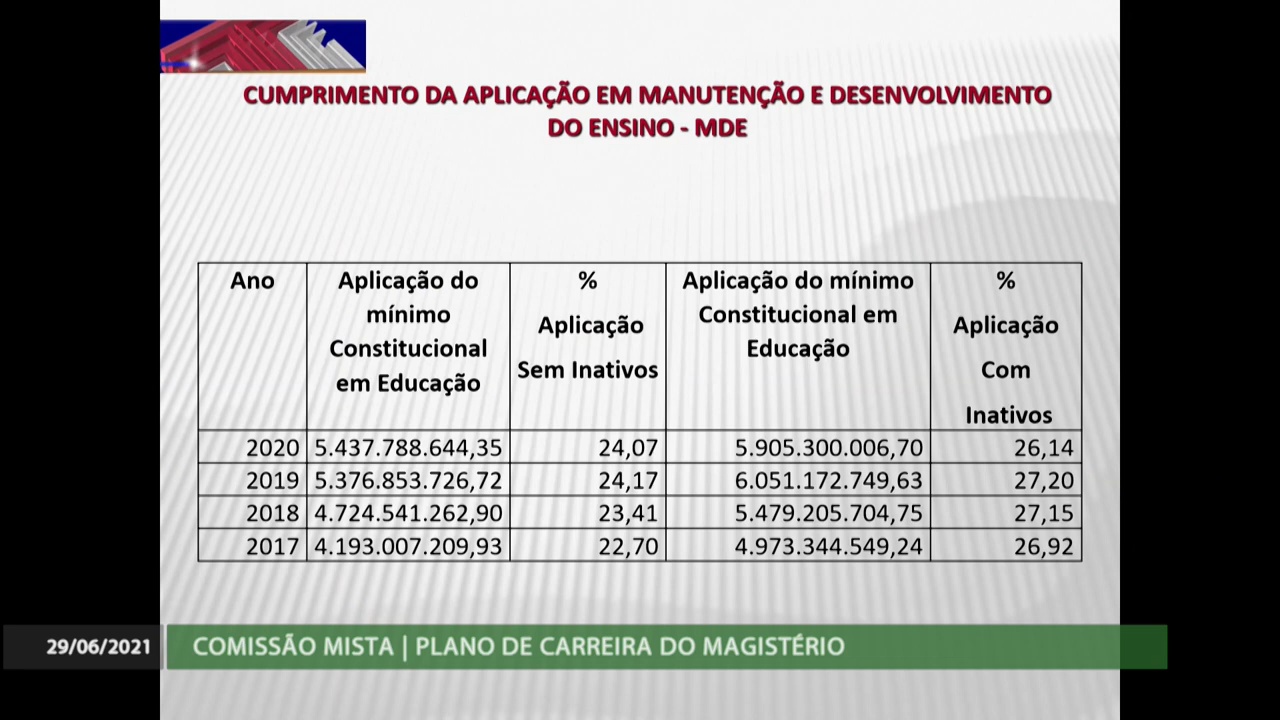 CUMPRIMENTO DA APLICAÇÃO EM MANUTENÇÃO E DESENVOLVIMENTO
DO ENSINO - MDE
Ano
Aplicação do
mínimo
Constitucional
em Educação
%
Aplicação
Sem Inativos
Aplicação do mínimo
Constitucional em
Educação
%
Aplicação
Com
Inativos
2020 5.437.788.644,35 24,07 5.905.300.006,70 26,14
2019 5.376.853.726,72 24,17 6.051.172.749,63 27,20
2018 4.724.541.262,90 23,41 5.479.205.704,75 27,15
2017 4.193.007.209,93 22,70 4.973.344.549,24 26,92
29/06/2021 COMISSÃO MISTA | PLANO DE CARREIRA DO MAGISTÉRIO